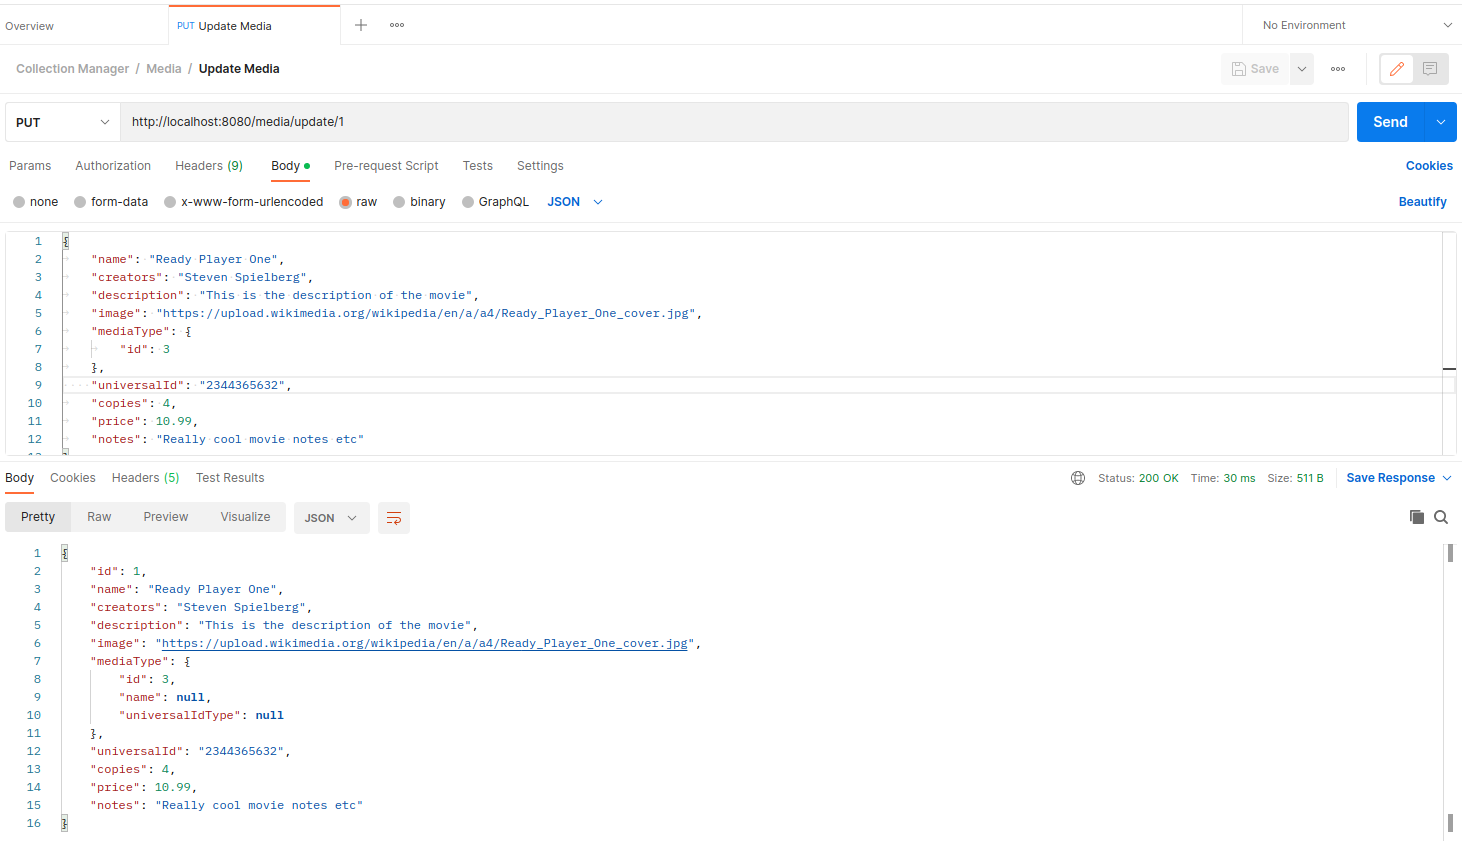 Overview
PUT Update Media
No Environment
Collection Manager / Media / Update Media
Save
PUT
http://localhost:8080/media/update/1
Send
Params Authorization Headers (9) Body Pre-request Script Tests Settings Cookies
none form-data x-www-form-urlencoded raw binary GraphQL JSON Beautify
1 {
2 "name": "Ready Player One",
3 "creators": "Steven Spielberg",
4 "description": "This is the description of the movie",
5 "image": "https://upload.wikimedia.org/wikipedia/en/a/a4/Ready_Player_One_cover.jpg",
6 "mediaType": {
7 "id": 3
8 },
9 "universalId": "2344365632",
10 "copies": 4,
11 "price": 10.99,
12 "notes": "Really cool movie notes etc"
Body Cookies Headers (5) Test Results Status: 200 OK Time: 30 ms Size: 511 B Save Response
Pretty Raw Preview Visualize JSON
1 {
2 "id": 1,
3 "name": "Ready Player One",
4 "creators": "Steven Spielberg",
5 "description": "This is the description of the movie",
6 "image": "https://upload.wikimedia.org/wikipedia/en/a/a4/Ready_Player_One_cover.jpg",
7 "mediaType": {
8 "id": 3,
9 "name": null,
10 "universalIdType": null
11 },
12 "universalId": "2344365632",
13 "copies": 4,
14 "price": 10.99,
15 "notes": "Really cool movie notes etc"
16 }